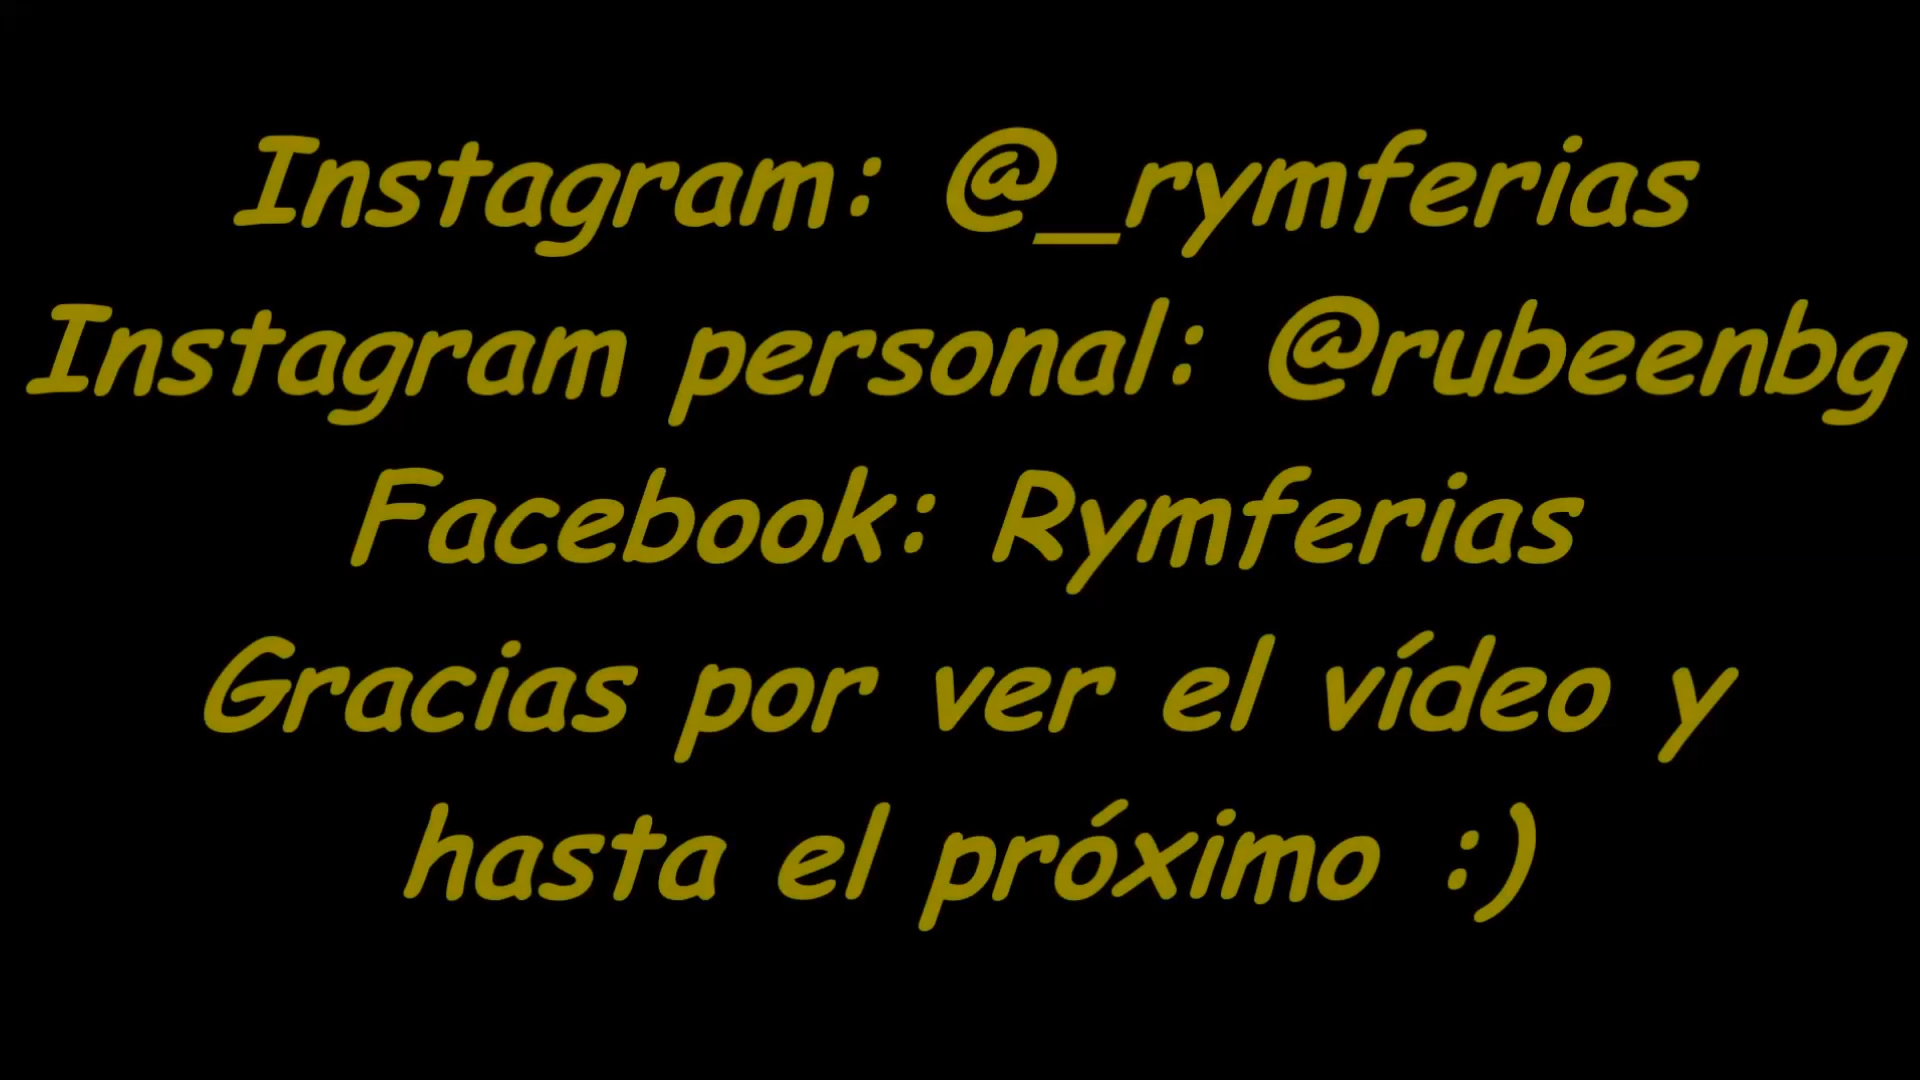 Instagram: @_rymferias
Instagram personal: @rubeenbg
Facebook: Rymferias
Gracias por ver el vídeo y
hasta el próximo :)